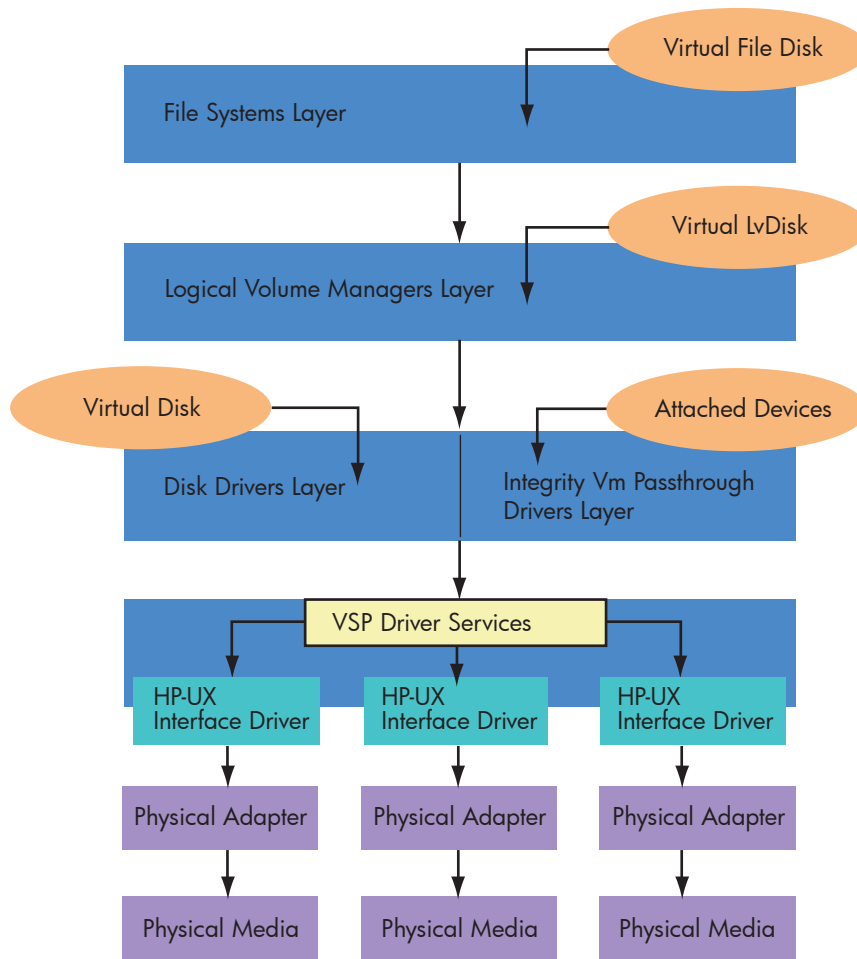 Virtual File Disk
File Systems Layer
Virtual LvDisk
Logical Volume Managers Layer
Virtual Disk
Attached Devices
Disk Drivers Layer
Integrity Vm Passthrough
Drivers Layer
VSP Driver Services
HP-UX
Interface Driver
HP-UX
Interface Driver
HP-UX
Interface Driver
Physical Adapter
Physical Adapter
Physical Adapter
Physical Media
Physical Media
Physical Media